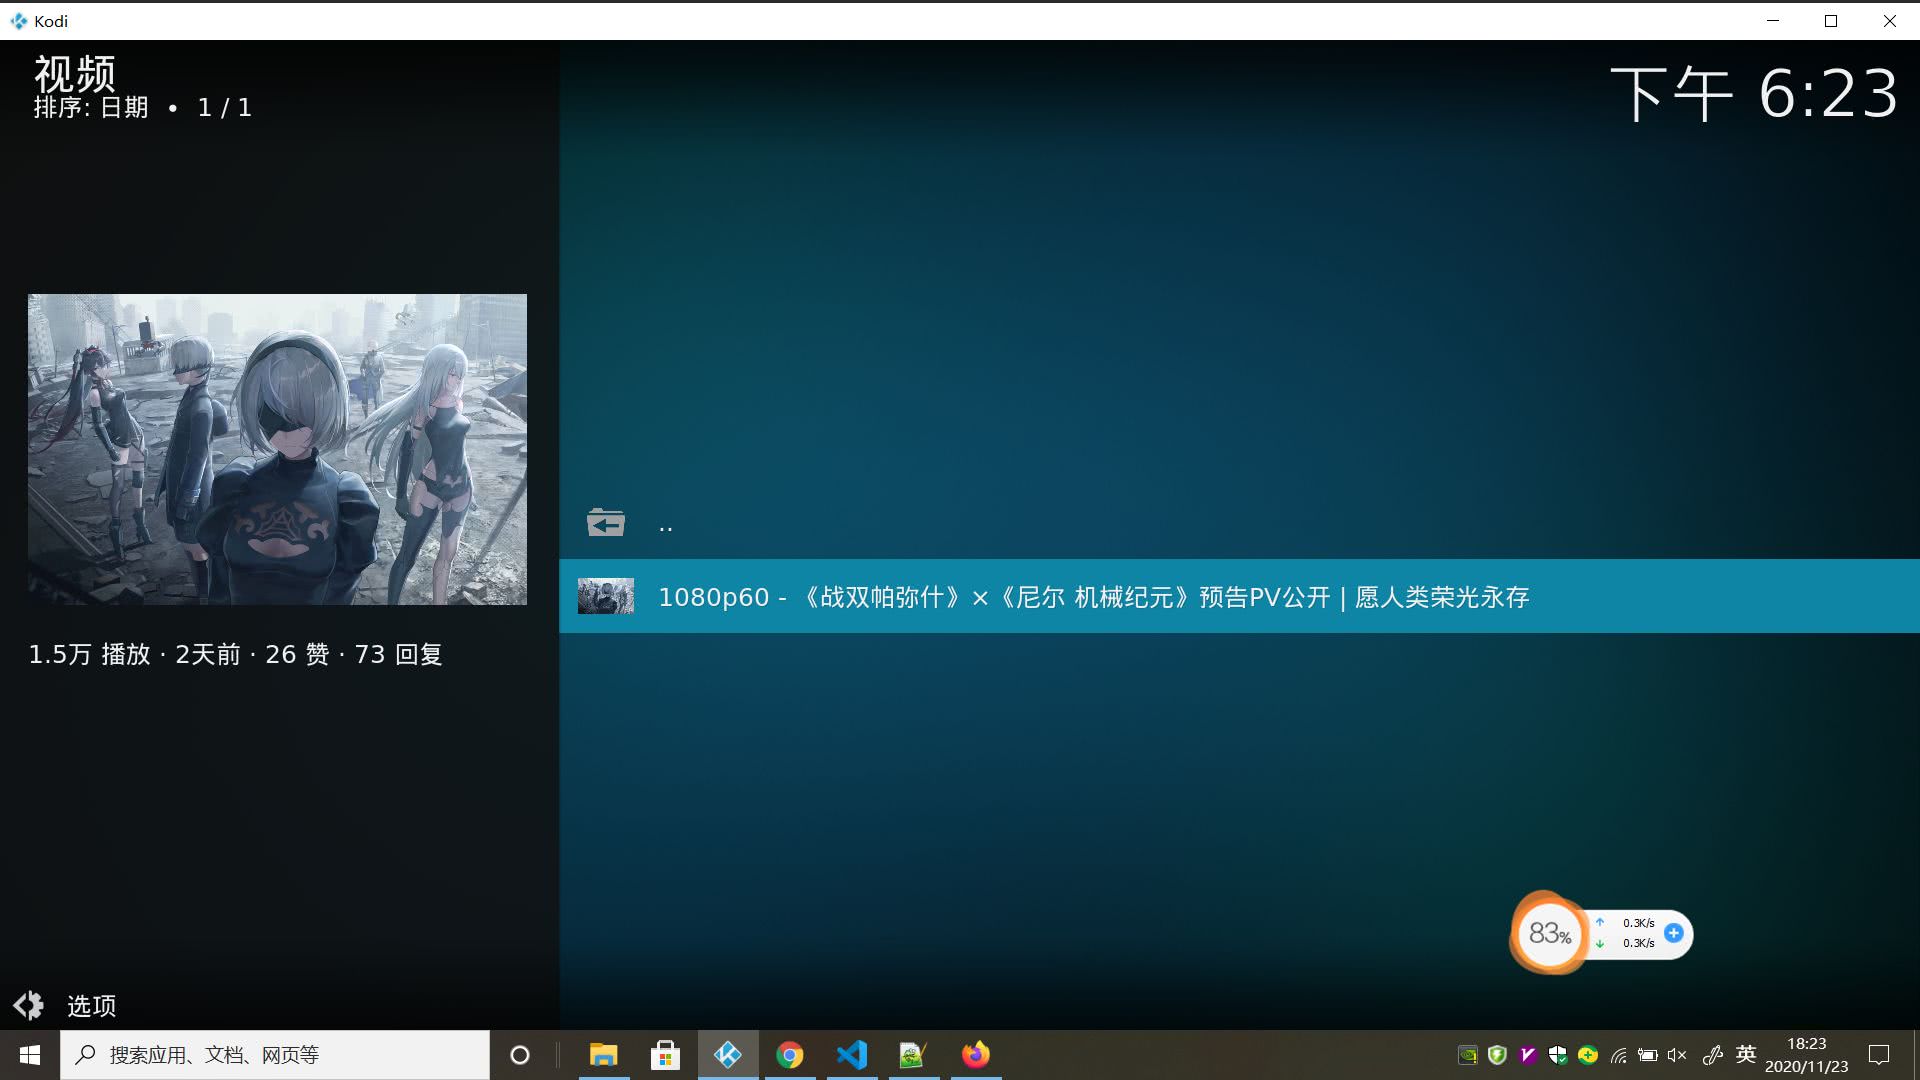 Kodi
视频
排序: 日期 • 1 / 1
下午 6:23
..
1080p60 - 《战双帕弥什》×《尼尔 机械纪元》预告PV公开 | 愿人类荣光永存
1.5万 播放 · 2天前 · 26 赞 · 73 回复
83%
0.3K/s
0.3K/s
选项
搜索应用、文档、网页等
英
18:23
2020/11/23